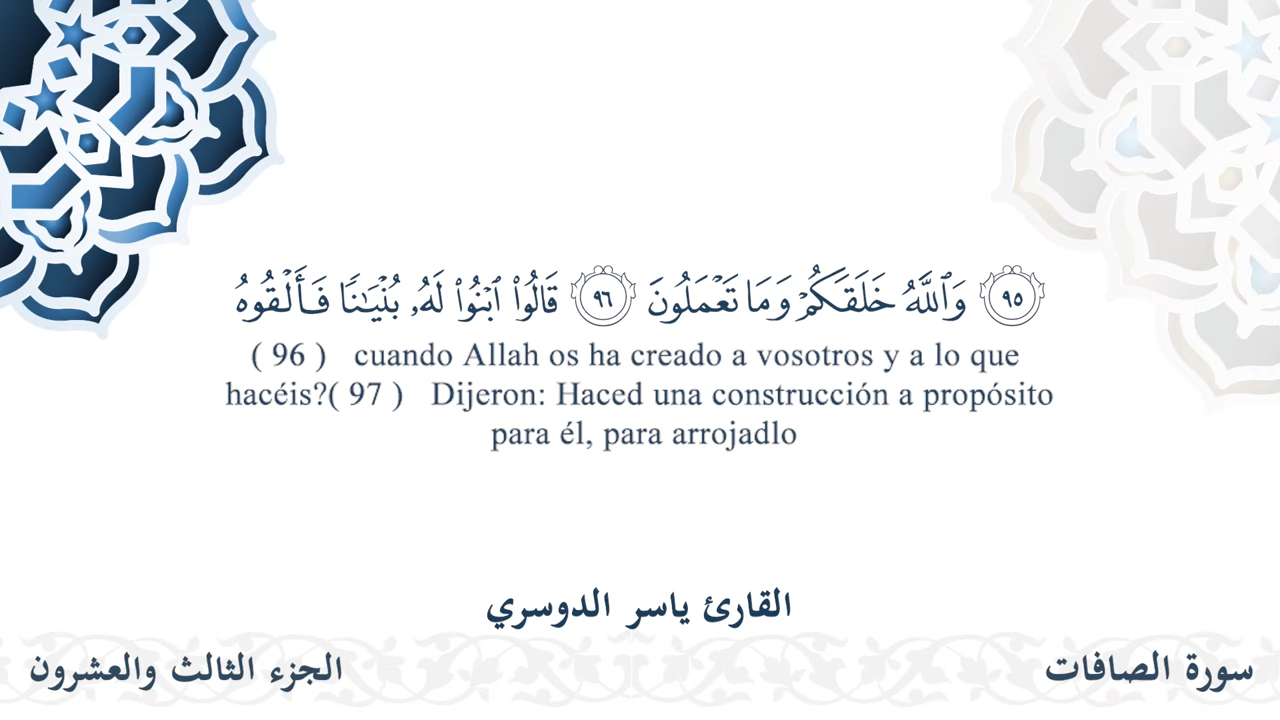 ٩٥ وَٱللَّهُ خَلَقَكُمْ وَمَا تَعْمَلُونَ ٩٦ قَالُوا۟ ٱبْنُوا۟ لَهُۥ بُنْيَـٰنًا فَأَلْقُوهُ
( 96 ) cuando Allah os ha creado a vosotros y a lo que
hacéis?( 97 ) Dijeron: Haced una construcción a propósito
para él, para arrojadlo
القارئ ياسر الدوسري
سورة الصافات
الجزء الثالث والعشرون